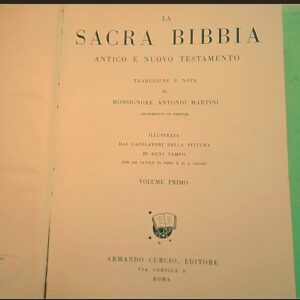 LA
SACRA BIBBIA
ANTICO E NUOVO TESTAMENTO
TRADUZIONE E NOTE
DI
MONSIGNORE ANTONIO MARTINI
ARCIVESCOVO DI FIRENZE
ILLUSTRATA
DAI CAPOLAVORI DELLA PITTURA
DI OGNI TEMPO
VOLUME PRIMO
ARMANDO CURCIO, EDITORE
VIA CORSICA 4
ROMA